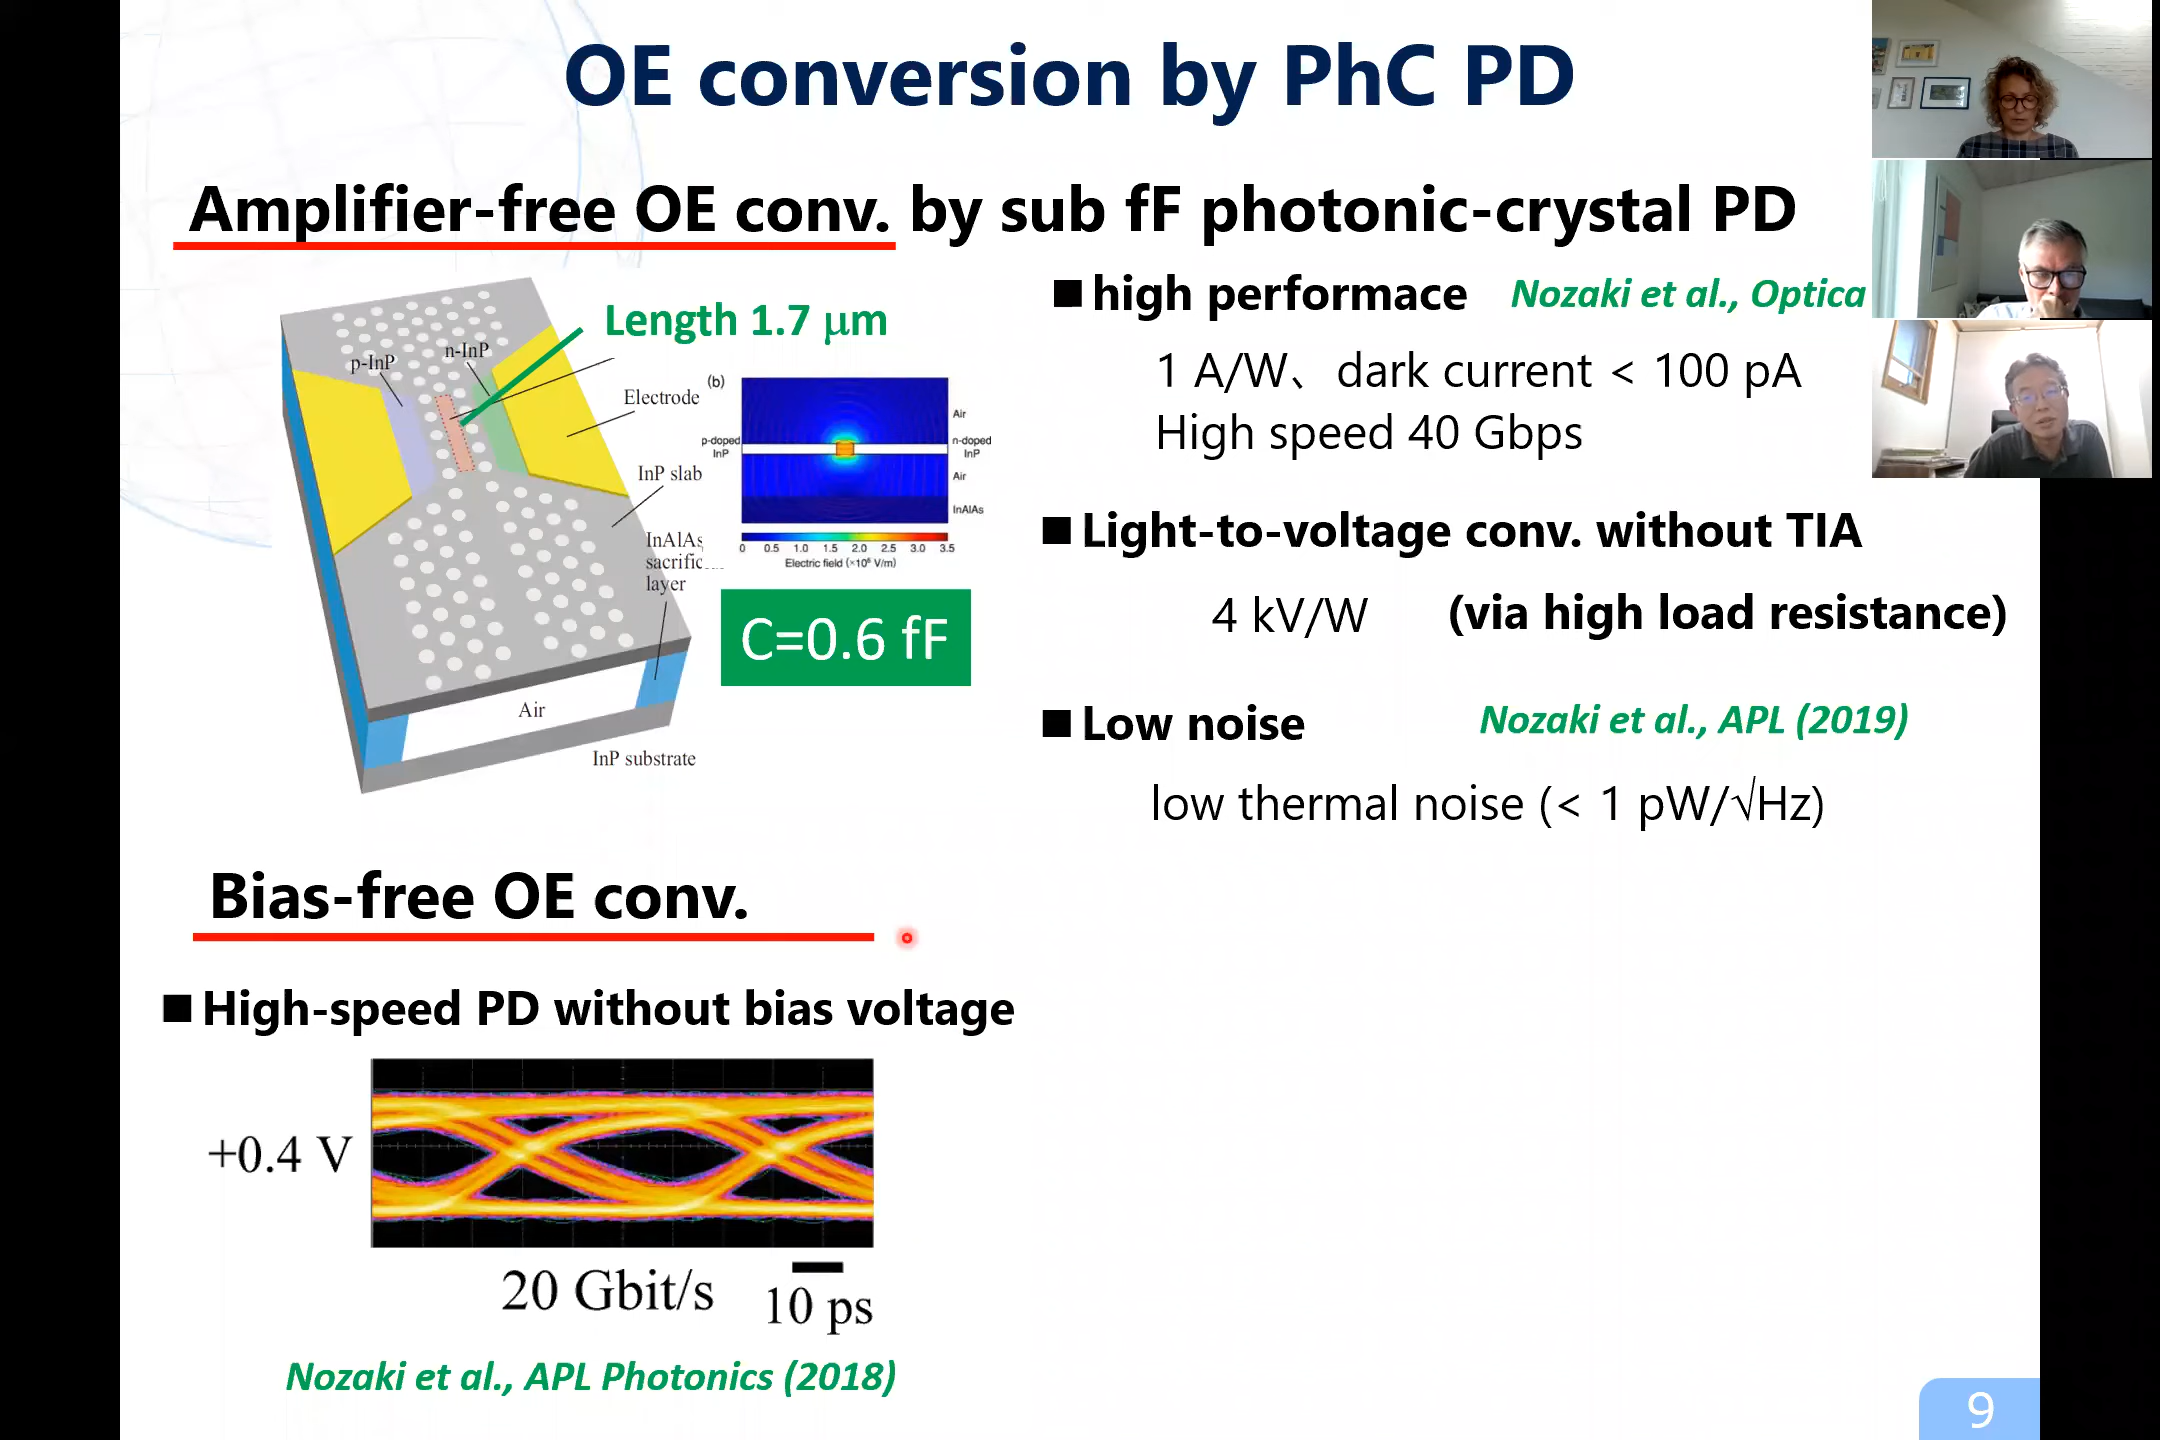 OE conversion by PhC PD
Amplifier-free OE conv. by sub fF photonic-crystal PD
Length 1.7 μm
p-InP
n-InP
Electrode
InP slab
InAlAs
sacrific
layer
Air
InP substrate
(b)
p-doped
InP
Air
n-doped
InP
Air
InAlAs
0 0.5 1.0 1.5 2.0 2.5 3.0 3.5
Electric field (×10⁶ V/m)
C=0.6 fF
■ high performace Nozaki et al., Optica
1 A/W、dark current < 100 pA
High speed 40 Gbps
■ Light-to-voltage conv. without TIA
4 kV/W (via high load resistance)
■ Low noise Nozaki et al., APL (2019)
low thermal noise (< 1 pW/√Hz)
Bias-free OE conv.
■ High-speed PD without bias voltage
+0.4 V
20 Gbit/s
10 ps
Nozaki et al., APL Photonics (2018)
9